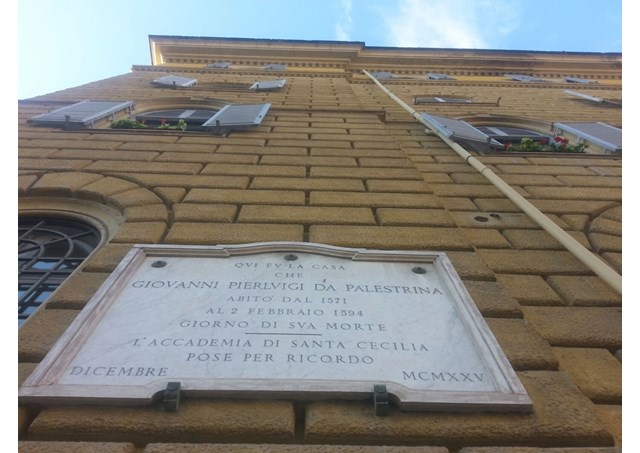 QVI FV LA CASA
CHE
GIOVANNI PIERLVIGI DA PALESTRINA
ABITÒ DAL 1571
AL 2 FEBBRAIO 1594
GIORNO DI SVA MORTE
L'ACCADEMIA DI SANTA CECILIA
POSE PER RICORDO
DICEMBRE MCMXXV